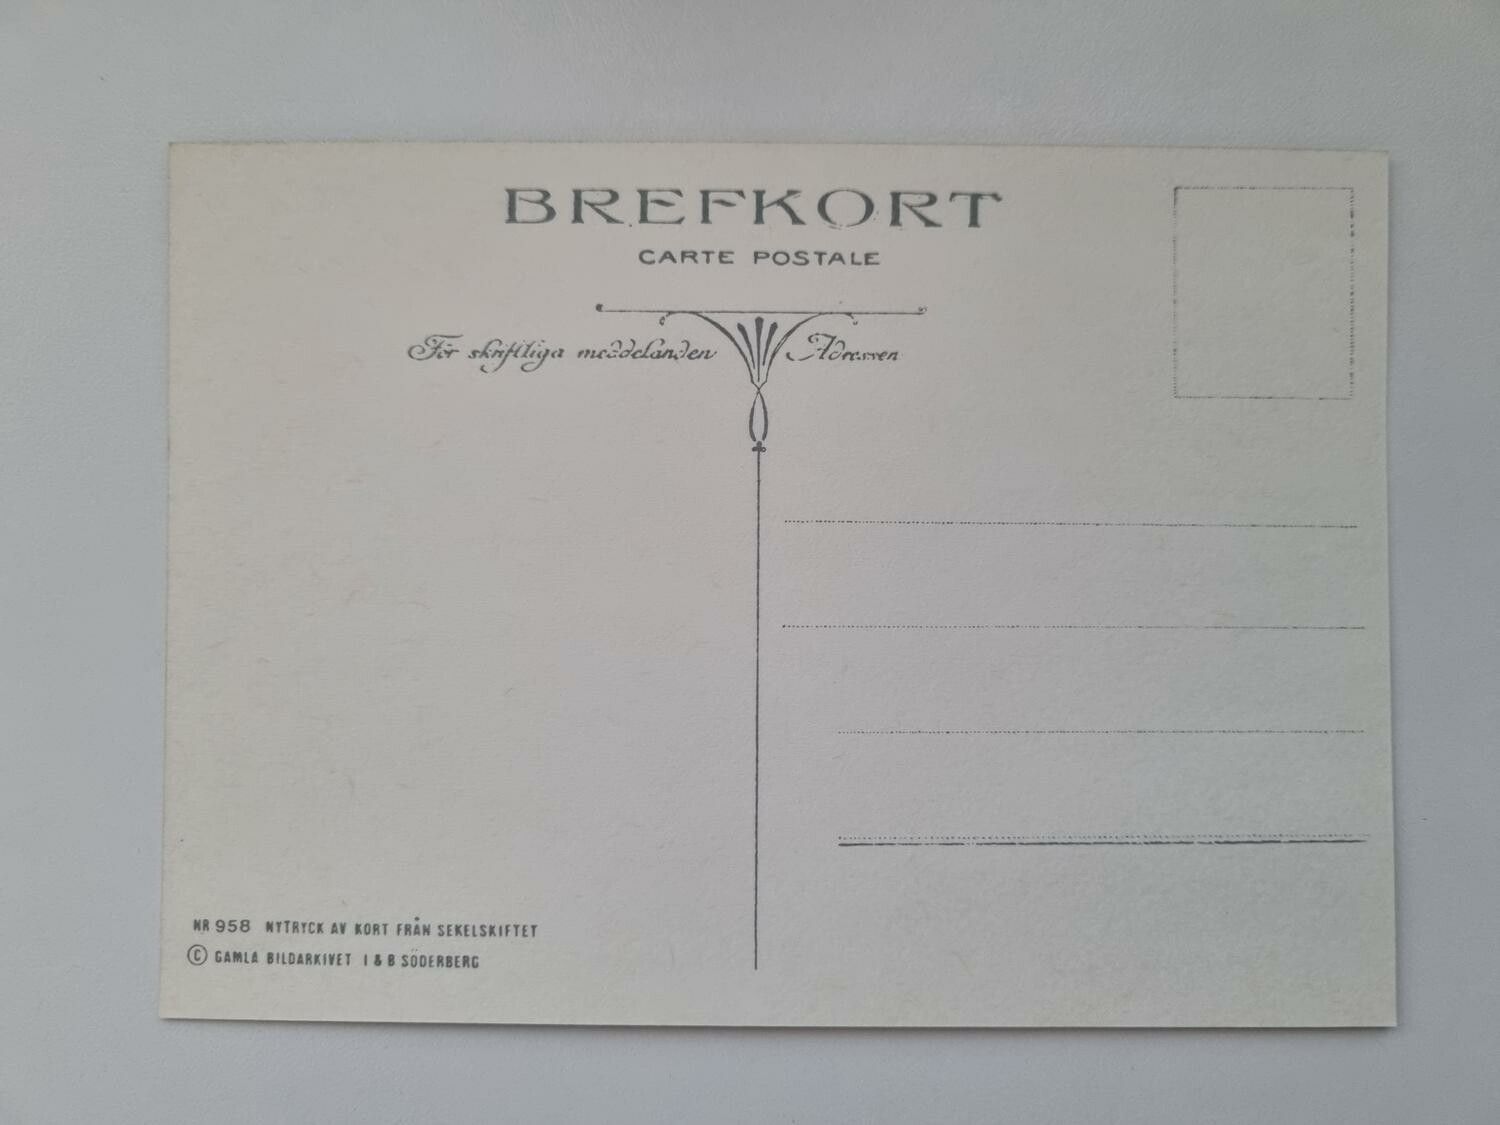 BREFKORT
CARTE POSTALE
För skriftliga meddelanden
Adressen
NR 958 NYTRYCK AV KORT FRÅN SEKELSKIFTET
© GAMLA BILDARKIVET I & B SÖDERBERG